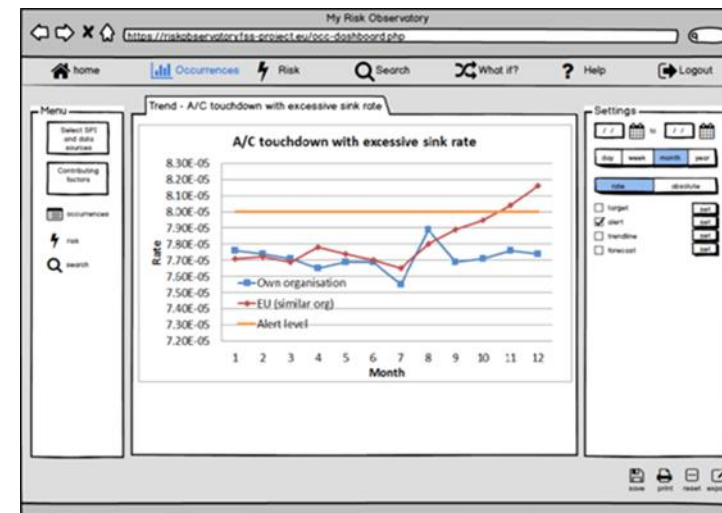 My Risk Observatory
https://riskobservatory.fss-project.eu/occ-dashboard.php
home
Occurrences
Risk
Search
What if?
? Help
Logout
Menu
Select SPI
and data
sources
Contributing
factors
occurrences
risk
search
Trend - A/C touchdown with excessive sink rate
A/C touchdown with excessive sink rate
8.30E-05
8.20E-05
8.10E-05
8.00E-05
7.90E-05
7.80E-05
7.70E-05
7.60E-05
7.50E-05
7.40E-05
7.30E-05
7.20E-05
Rate
Own organisation
EU (similar org)
Alert level
1 2 3 4 5 6 7 8 9 10 11 12
Month
Settings
/ / to / /
day week month year
rate absolute
target set
alert set
trendline set
forecast set
save print reset